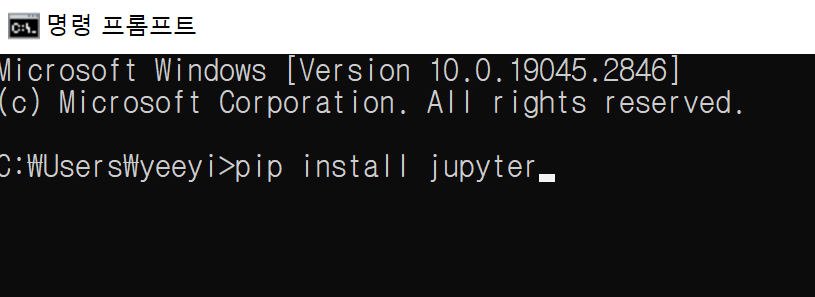 명령 프롬프트
Microsoft Windows [Version 10.0.19045.2846]
(c) Microsoft Corporation. All rights reserved.
C:₩Users₩yeeyi>pip install jupyter